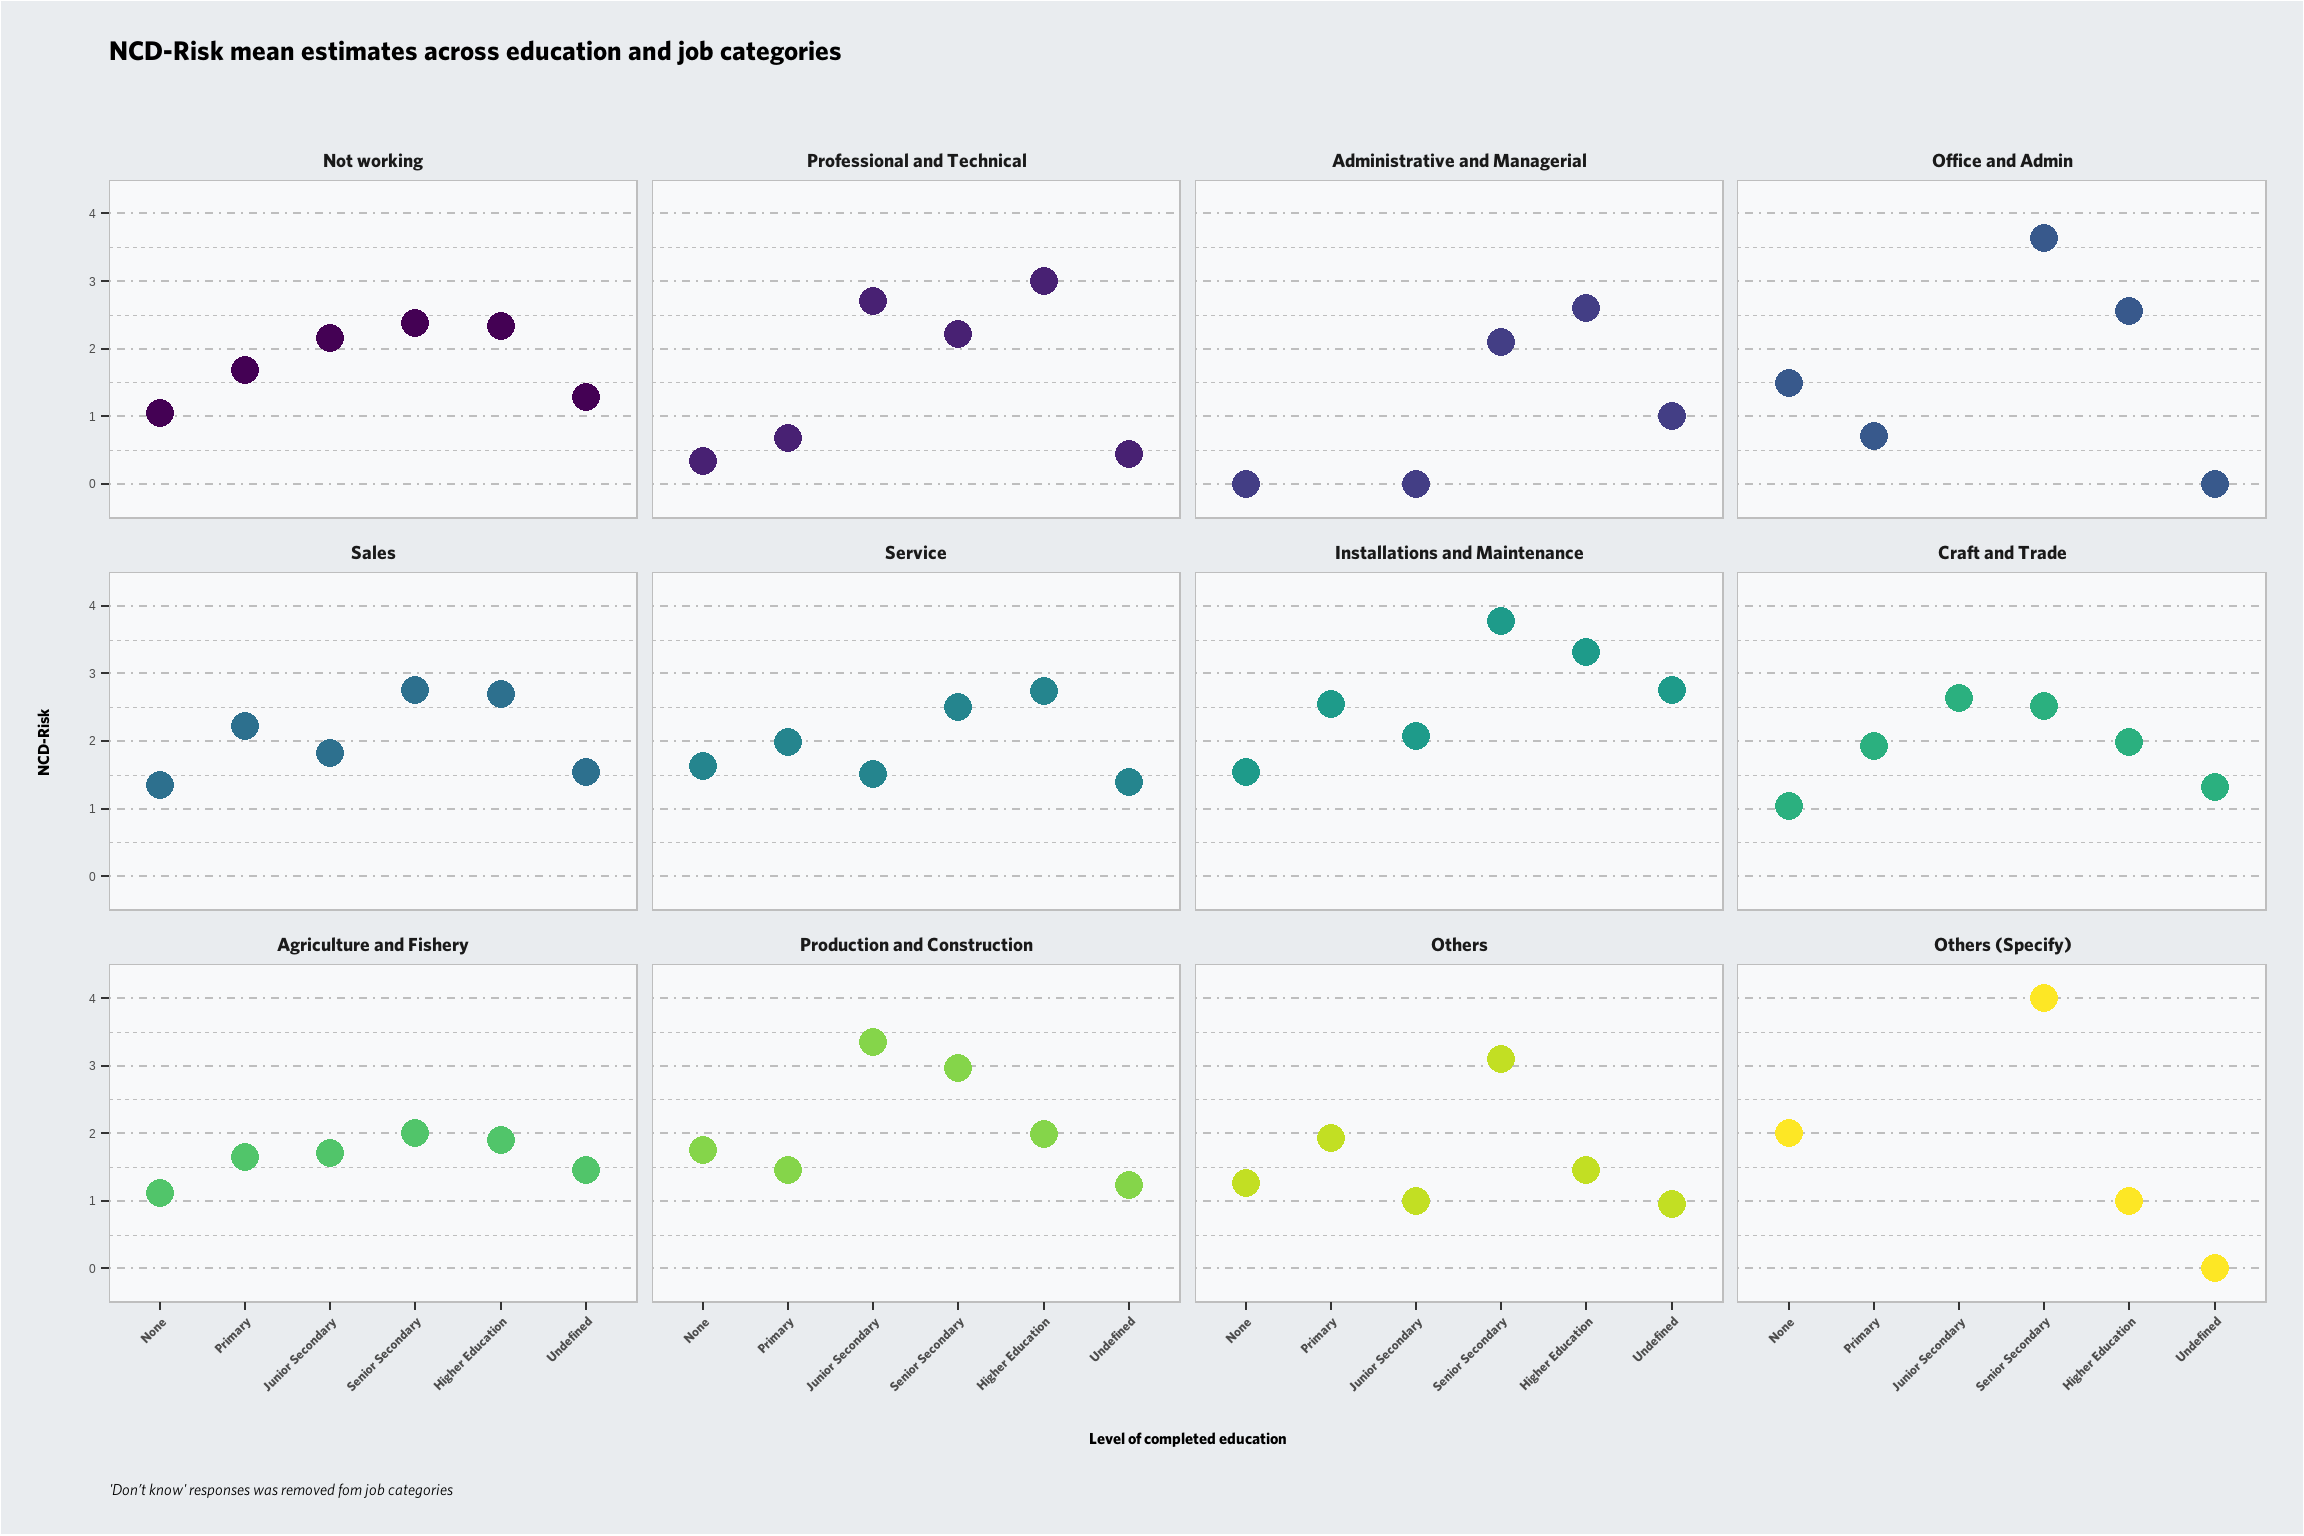 NCD-Risk mean estimates across education and job categories
Not working
Professional and Technical
Administrative and Managerial
Office and Admin
4
3
2
1
0
Sales
Service
Installations and Maintenance
Craft and Trade
4
3
2
1
0
NCD-Risk
Agriculture and Fishery
Production and Construction
Others
Others (Specify)
4
3
2
1
0
None
Primary
Junior Secondary
Senior Secondary
Higher Education
Undefined
None
Primary
Junior Secondary
Senior Secondary
Higher Education
Undefined
None
Primary
Junior Secondary
Senior Secondary
Higher Education
Undefined
None
Primary
Junior Secondary
Senior Secondary
Higher Education
Undefined
Level of completed education
'Don't know' responses was removed fom job categories